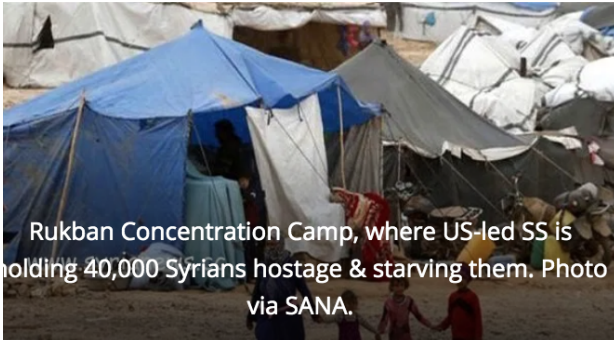 Rukban Concentration Camp, where US-led SS is
holding 40,000 Syrians hostage & starving them. Photo
via SANA.